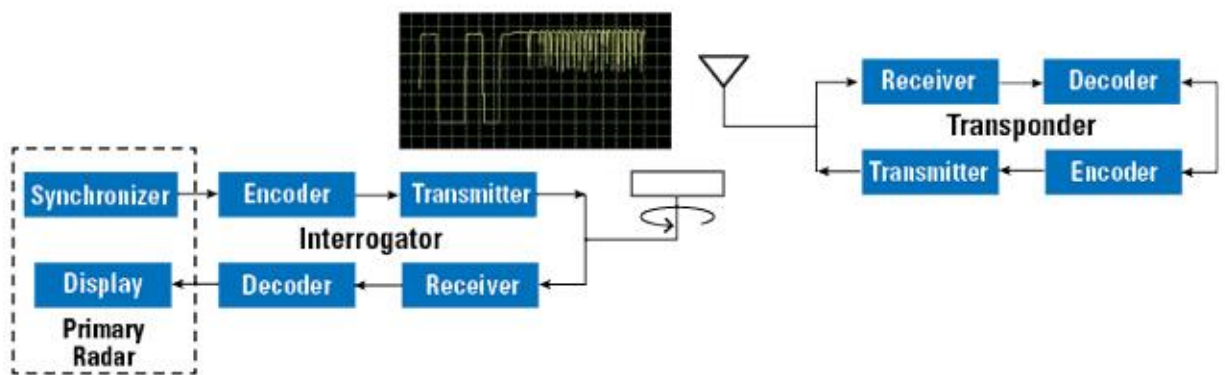 Receiver
Decoder
Transponder
Transmitter
Encoder
Synchronizer
Encoder
Transmitter
Interrogator
Display
Decoder
Receiver
Primary
Radar